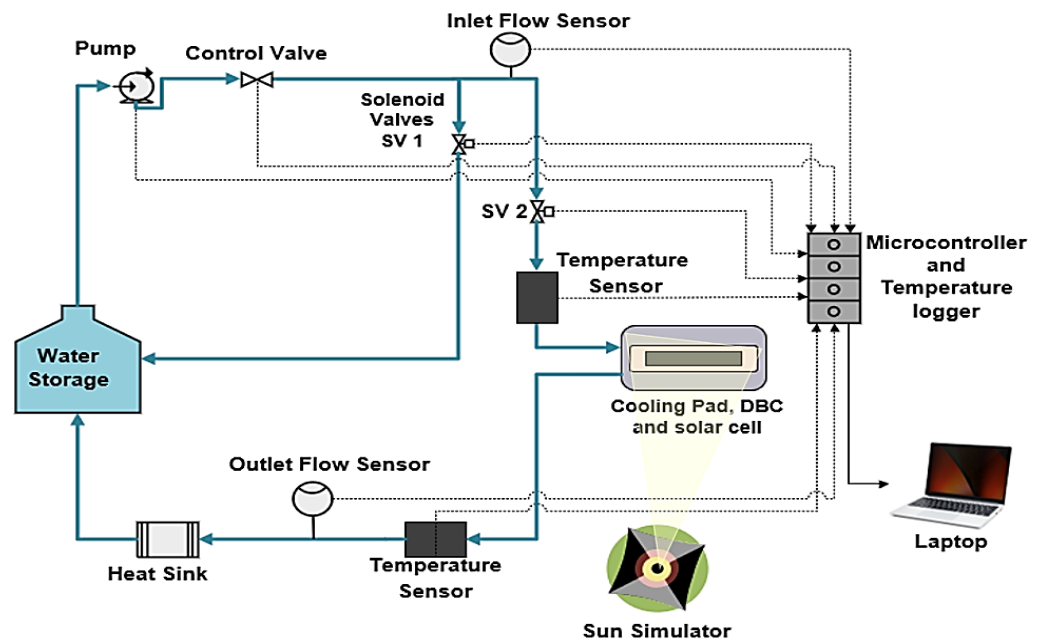 Inlet Flow Sensor
Pump
Control Valve
Solenoid
Valves
SV 1
SV 2
Temperature
Sensor
Microcontroller
and
Temperature
logger
Water
Storage
Cooling Pad, DBC
and solar cell
Outlet Flow Sensor
Heat Sink
Temperature
Sensor
Laptop
Sun Simulator